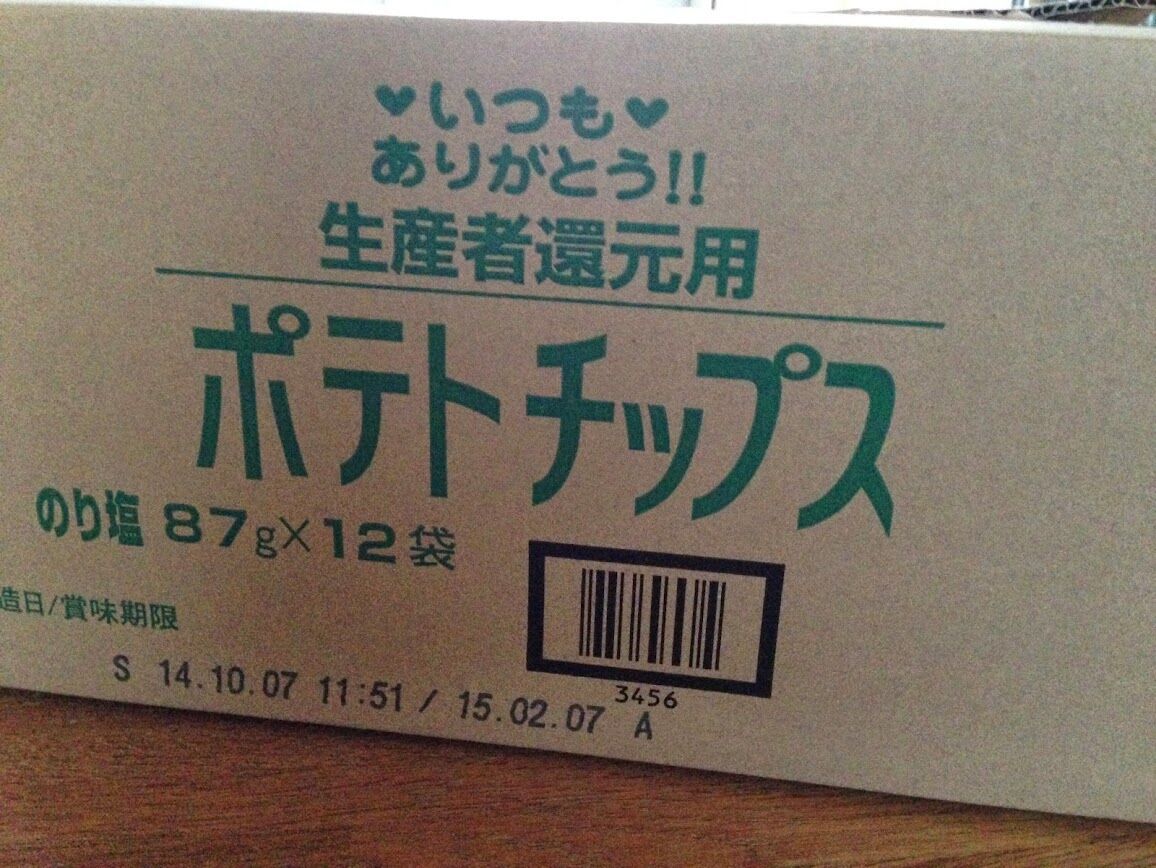 ♥いつも♥
ありがとう!!
生産者還元用
ポテトチップス
のり塩 87g×12袋
造日/賞味期限
3456
S 14.10.07 11:51 / 15.02.07 A